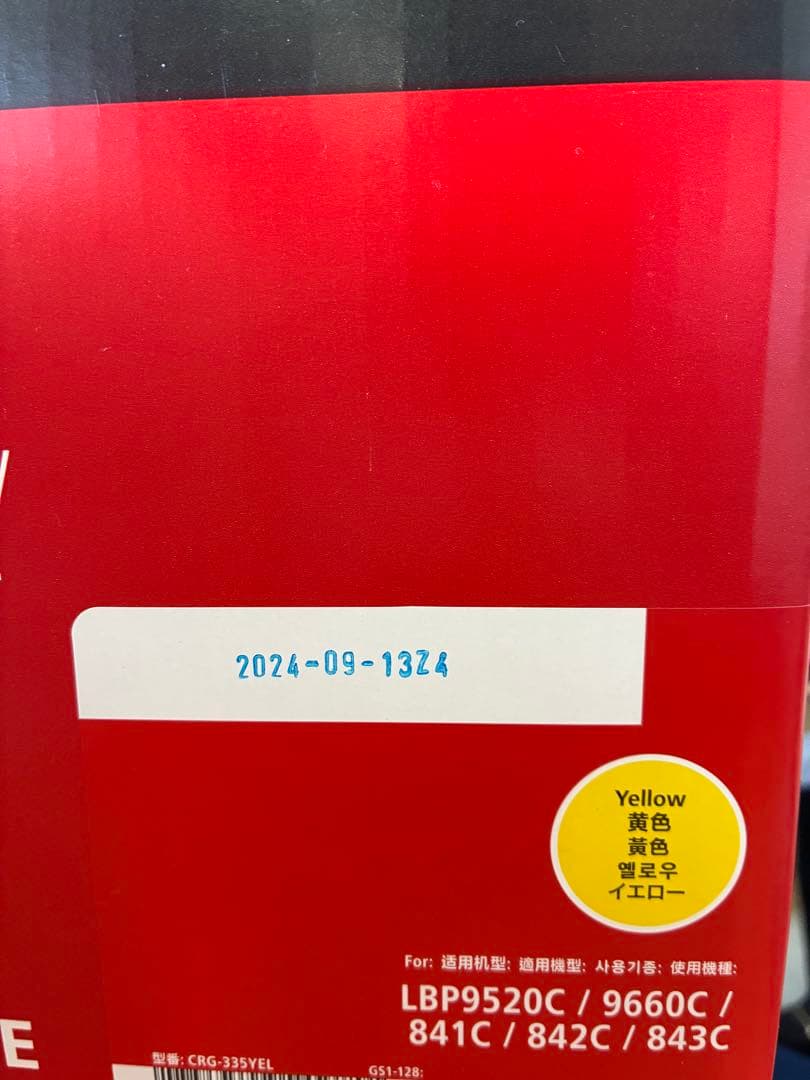 2024-09-13Z4
Yellow
黄色
黃色
옐로우
イエロー
For: 适用机型: 適用機型: 사용기종: 使用機種:
LBP9520C / 9660C /
841C / 842C / 843C
E
型番: CRG-335YEL
GS1-128: